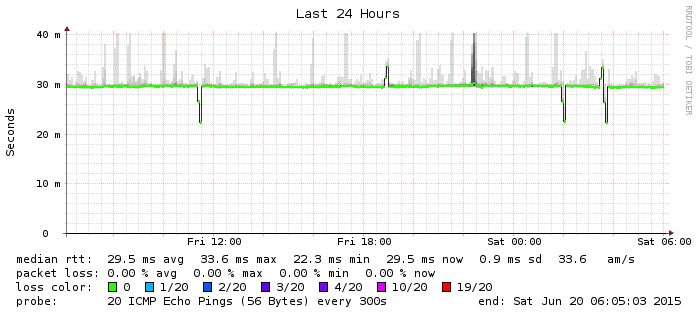 Last 24 Hours
RRDTOOL / TOBI OETIKER
Seconds
40 m
30 m
20 m
10 m
0
Fri 12:00 Fri 18:00 Sat 00:00 Sat 06:00
median rtt: 29.5 ms avg 33.6 ms max 22.3 ms min 29.5 ms now 0.9 ms sd 33.6 am/s
packet loss: 0.00 % avg 0.00 % max 0.00 % min 0.00 % now
loss color: 0 1/20 2/20 3/20 4/20 10/20 19/20
probe: 20 ICMP Echo Pings (56 Bytes) every 300s end: Sat Jun 20 06:05:03 2015